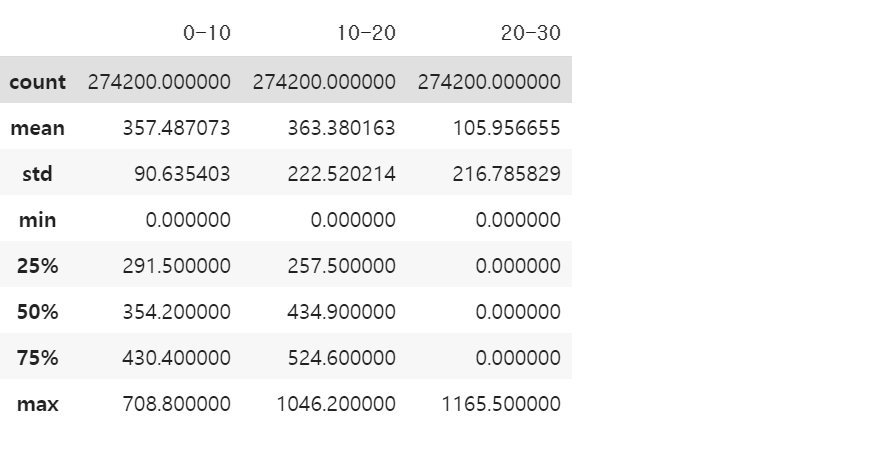 0-10 10-20 20-30
count 274200.000000 274200.000000 274200.000000
mean 357.487073 363.380163 105.956655
std 90.635403 222.520214 216.785829
min 0.000000 0.000000 0.000000
25% 291.500000 257.500000 0.000000
50% 354.200000 434.900000 0.000000
75% 430.400000 524.600000 0.000000
max 708.800000 1046.200000 1165.500000